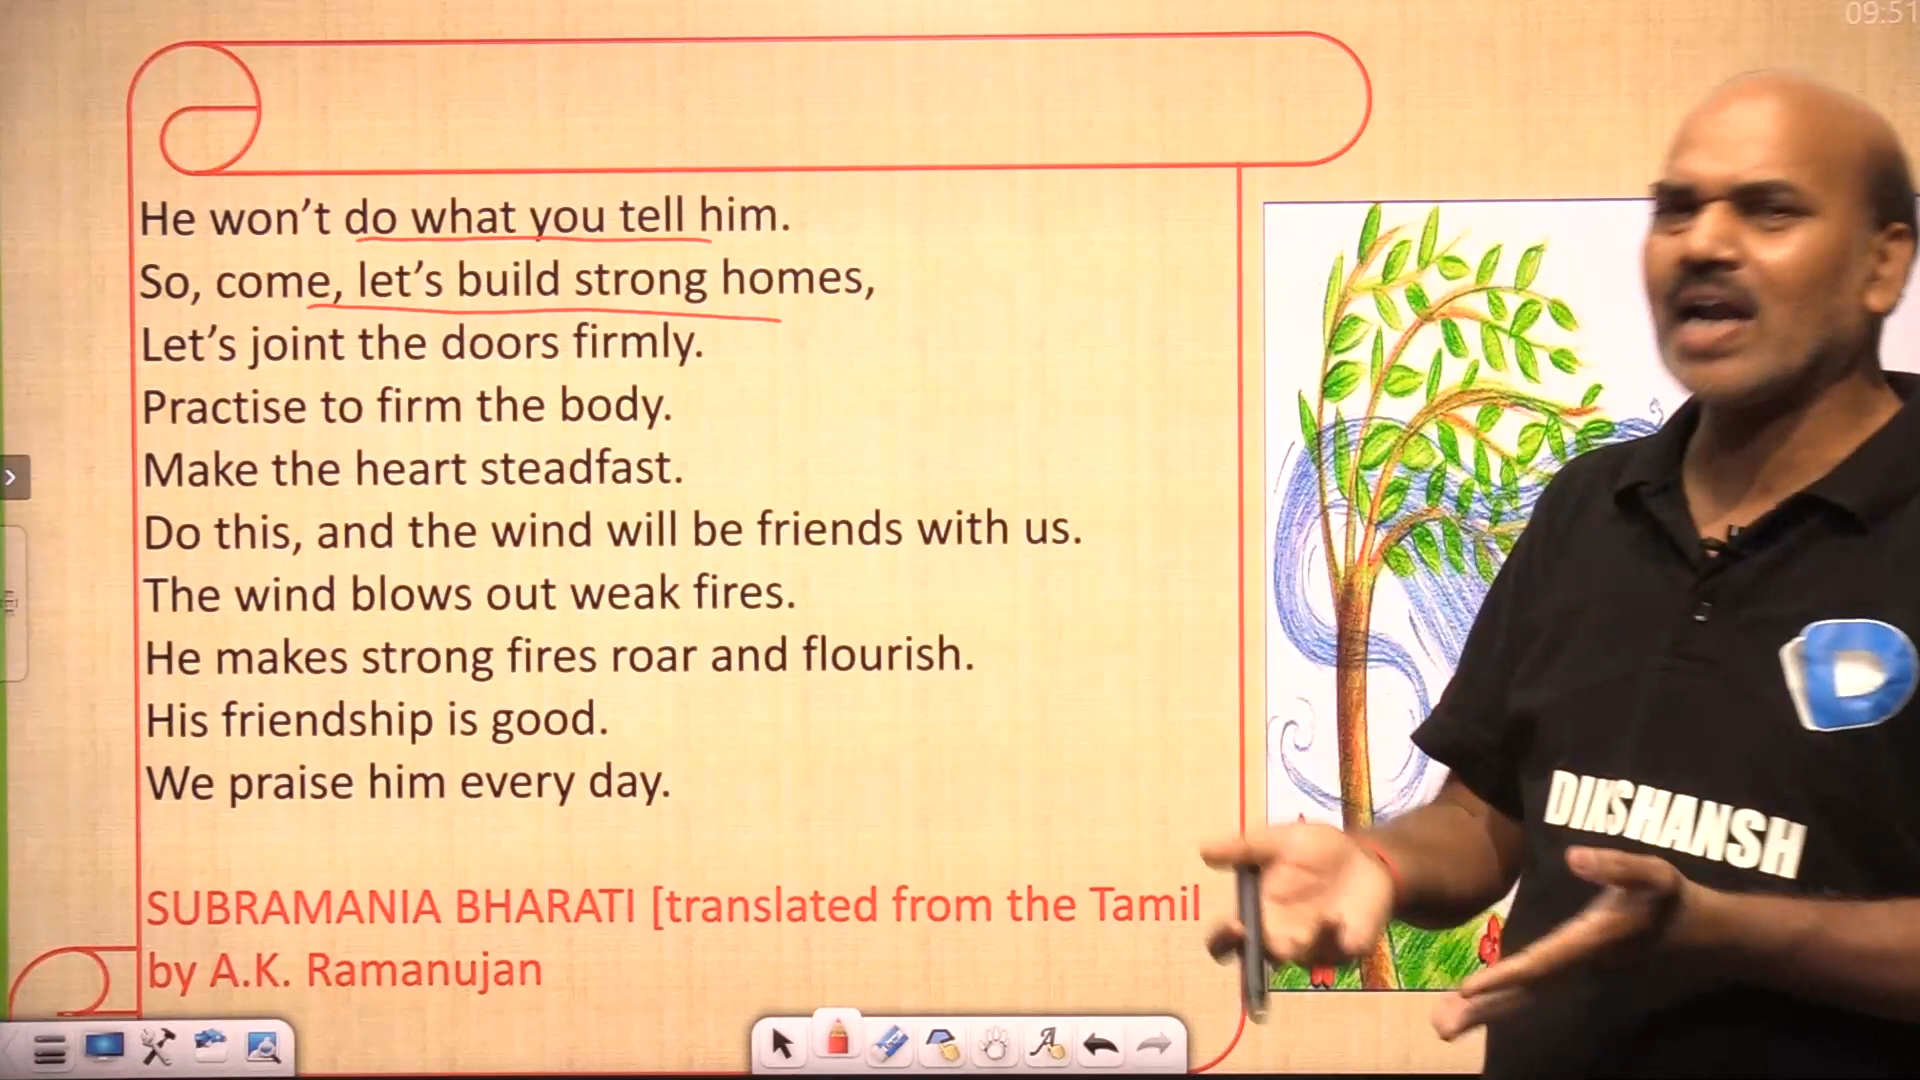 09:51
He won’t do what you tell him.
So, come, let’s build strong homes,
Let’s joint the doors firmly.
Practise to firm the body.
Make the heart steadfast.
Do this, and the wind will be friends with us.
The wind blows out weak fires.
He makes strong fires roar and flourish.
His friendship is good.
We praise him every day.
SUBRAMANIA BHARATI [translated from the Tamil
by A.K. Ramanujan
D
DIKSHANSH